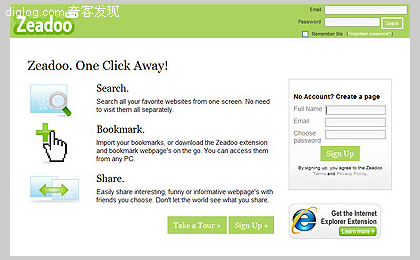 diglog.com 奇客发现
Zeadoo
Email
Password
Login
Remember life (Forgotten password?)
Zeadoo. One Click Away!
Search.
Search all your favorite websites from one screen. No need
to visit them all separately.
Bookmark.
Import your bookmarks, or download the Zeadoo extension
and bookmark webpage's on the go. You can access them
from any PC.
Share.
Easily share interesting, funny or informative webpage's with
friends you choose. Don't let the world see what you share.
Take a Tour »
Sign Up »
No Account? Create a page
Full Name
Email
Choose
password
Sign Up
By signing up, you agree to the Zeadoo
Terms and Privacy Policy.
Get the Internet
Explorer Extension
Learn more